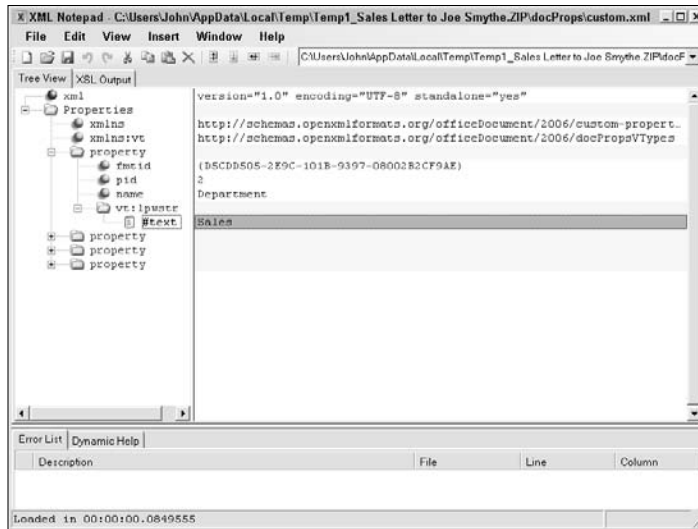 XML Notepad - C:\Users\John\AppData\Local\Temp\Temp1_Sales Letter to Joe Smythe.ZIP\docProps\custom.xml
File Edit View Insert Window Help
C:\Users\John\AppData\Local\Temp\Temp1_Sales Letter to Joe Smythe.ZIP\docF
Tree View XSL Output
xml version="1.0" encoding="UTF-8" standalone="yes"
Properties
xmlns http://schemas.openxmlformats.org/officeDocument/2006/custom-propert…
xmlns:vt http://schemas.openxmlformats.org/officeDocument/2006/docPropsVTypes
property
fmtid {D5CDD505-2E9C-101B-9397-08002B2CF9AE}
pid 2
name Department
vt:lpwstr
#text Sales
property
property
property
Error List Dynamic Help
Description File Line Column
Loaded in 00:00:00.0849555